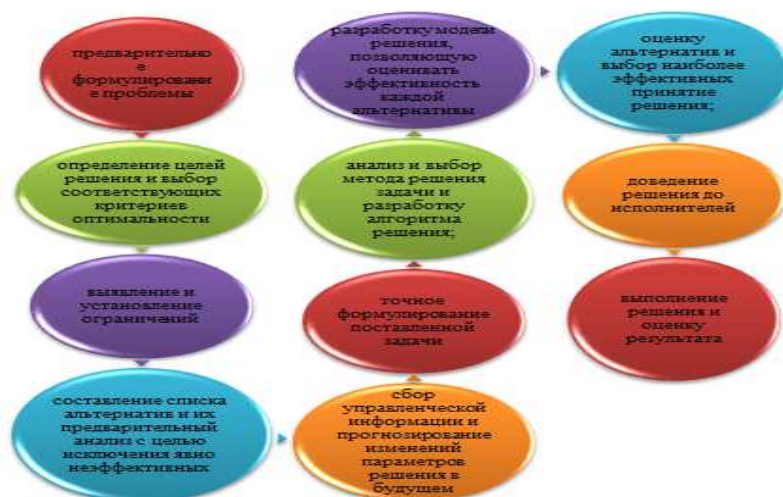 предварительно
е
формулировани
е проблемы
определение целей
решения и выбор
соответствующих
критериев
оптимальности
выявление и
установление
ограничений
составление списка
альтернатив и их
предварительный
анализ с целью
исключения явно
неэффективных
сбор
управленческой
информации и
прогнозирование
изменений
параметров
решения в
будущем
точное
формулирование
поставленной
задачи
анализ и выбор
метода решения
задачи и
разработку
алгоритма
решения;
разработку модели
решения,
позволяющую
оценивать
эффективность
каждой
альтернативы
оценку
альтернатив и
выбор наиболее
эффективных
принятие
решения;
доведение
решения до
исполнителей
выполнение
решения и
оценку
результата